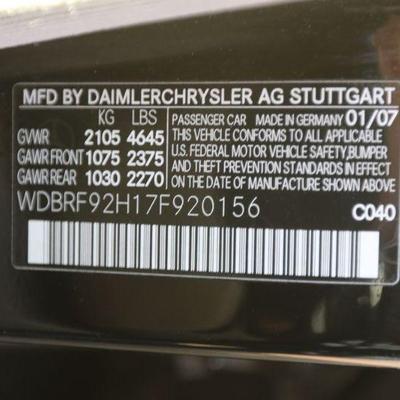 MFD BY DAIMLERCHRYSLER AG STUTTGART
KG LBS PASSENGER CAR MADE IN GERMANY 01/07
GVWR 2105 4645 THIS VEHICLE CONFORMS TO ALL APPLICABLE
GAWR FRONT 1075 2375 U.S. FEDERAL MOTOR VEHICLE SAFETY, BUMPER
GAWR REAR 1030 2270 AND THEFT PREVENTION STANDARDS IN EFFECT
ON THE DATE OF MANUFACTURE SHOWN ABOVE.
WDBRF92H17F920156
C040